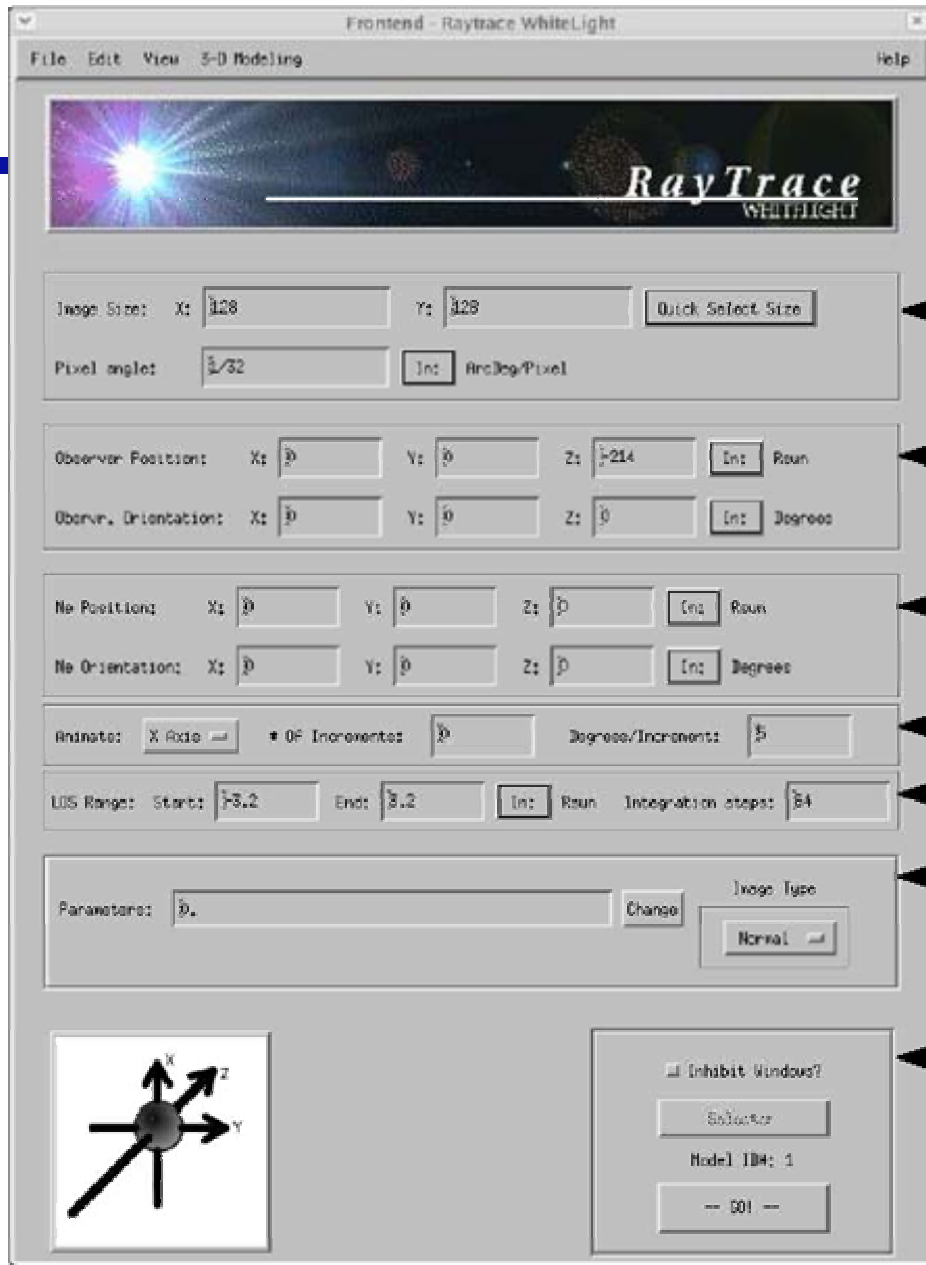 Frontend - Raytrace WhiteLight
File Edit View 3-D Modeling Help
RayTrace
WHITELIGHT
Image Size: X: 128 Y: 128 Quick Select Size
Pixel angle: 1/32 In: ArcDeg/Pixel
Observer Position: X: 0 Y: 0 Z: -214 In: Rsun
Obsrvr. Orientation: X: 0 Y: 0 Z: 0 In: Degrees
Ne Position: X: 0 Y: 0 Z: 0 In: Rsun
Ne Orientation: X: 0 Y: 0 Z: 0 In: Degrees
Animate: X Axis # Of Increments: 0 Degrees/Increment: 5
LOS Range: Start: -3.2 End: 3.2 In: Rsun Integration steps: 64
Image Type
Parameters: 0. Change
Normal
X
Z
Y
Inhibit Windows?
Selector
Model ID#: 1
-- GO! --